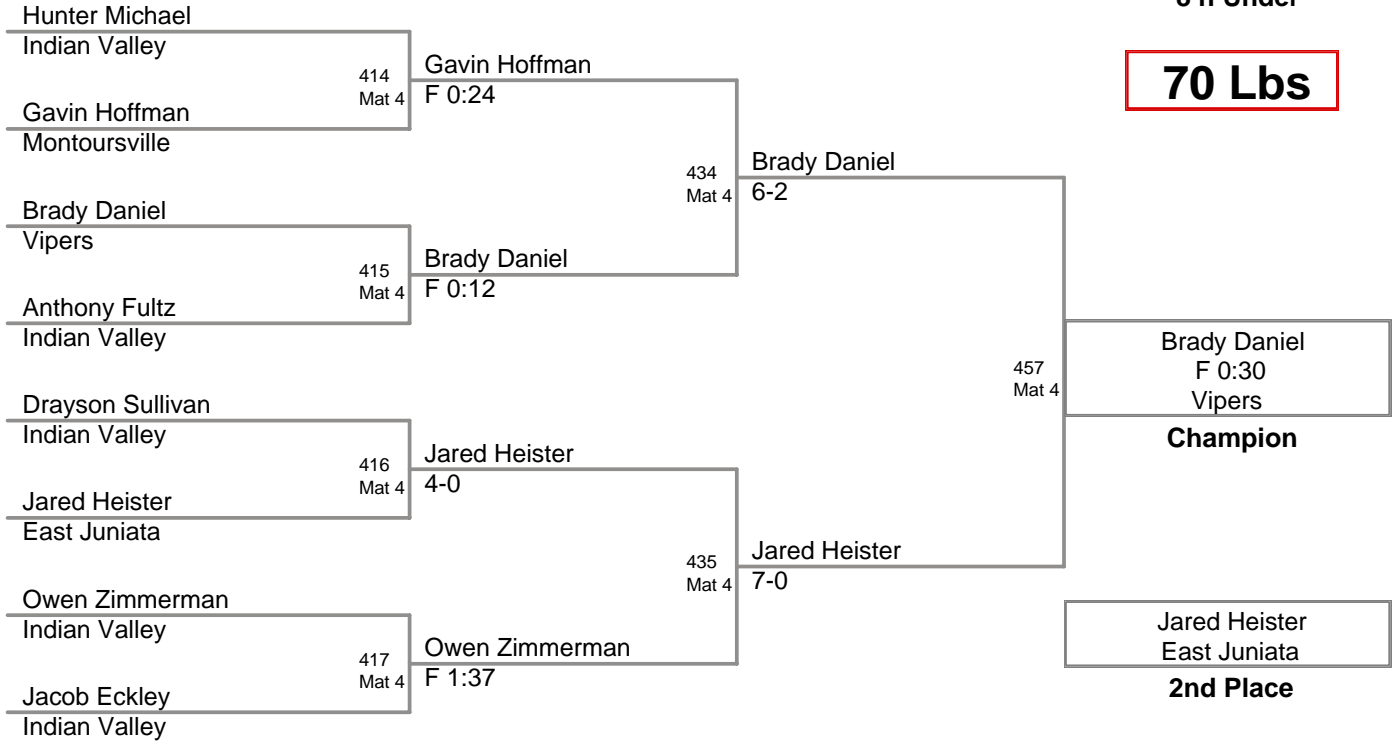 Hunter Michael
Indian Valley
414
Mat 4
Gavin Hoffman
Montoursville
Gavin Hoffman
F 0:24
Brady Daniel
Vipers
415
Mat 4
Anthony Fultz
Indian Valley
Brady Daniel
F 0:12
434
Mat 4
Brady Daniel
6-2
Drayson Sullivan
Indian Valley
416
Mat 4
Jared Heister
East Juniata
Jared Heister
4-0
Owen Zimmerman
Indian Valley
417
Mat 4
Jacob Eckley
Indian Valley
Owen Zimmerman
F 1:37
435
Mat 4
Jared Heister
7-0
457
Mat 4
70 Lbs
Brady Daniel
F 0:30
Vipers
Champion
Jared Heister
East Juniata
2nd Place